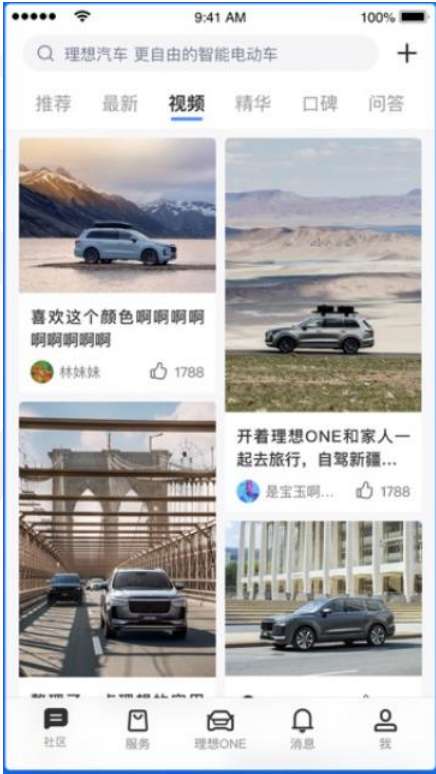 9:41 AM
100%
理想汽车 更自由的智能电动车
推荐
最新
视频
精华
口碑
问答
喜欢这个颜色啊啊啊啊
啊啊啊啊啊
林妹妹
1788
开着理想ONE和家人一
起去旅行，自驾新疆...
是宝玉啊...
1788
社区
服务
理想ONE
消息
我